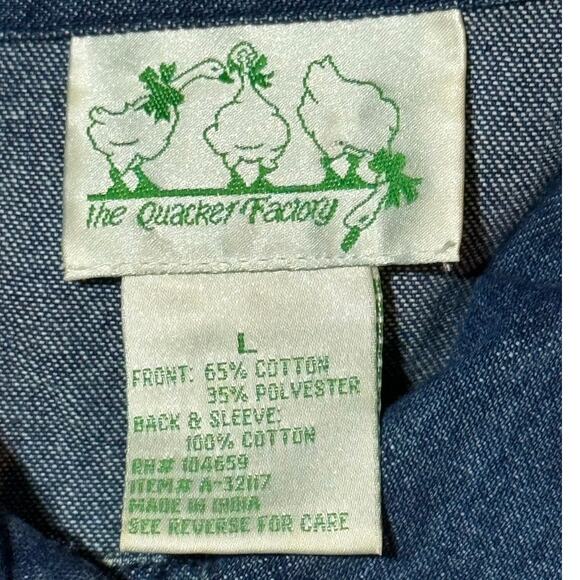 the Quacker Factory
L
FRONT: 65% COTTON
35% POLYESTER
BACK & SLEEVE:
100% COTTON
RN# 104659
ITEM# A-32117
MADE IN INDIA
SEE REVERSE FOR CARE